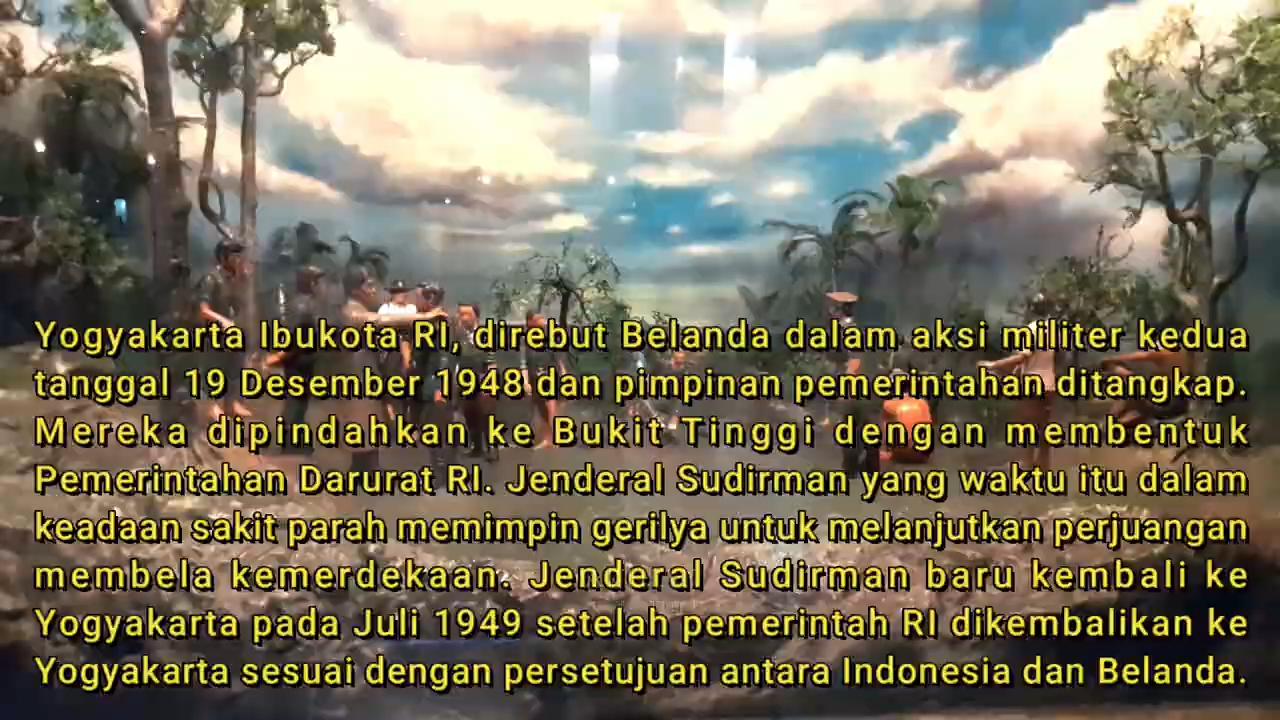 Yogyakarta Ibukota RI, direbut Belanda dalam aksi militer kedua
tanggal 19 Desember 1948 dan pimpinan pemerintahan ditangkap.
Mereka dipindahkan ke Bukit Tinggi dengan membentuk
Pemerintahan Darurat RI. Jenderal Sudirman yang waktu itu dalam
keadaan sakit parah memimpin gerilya untuk melanjutkan perjuangan
membela kemerdekaan. Jenderal Sudirman baru kembali ke
Yogyakarta pada Juli 1949 setelah pemerintah RI dikembalikan ke
Yogyakarta sesuai dengan persetujuan antara Indonesia dan Belanda.